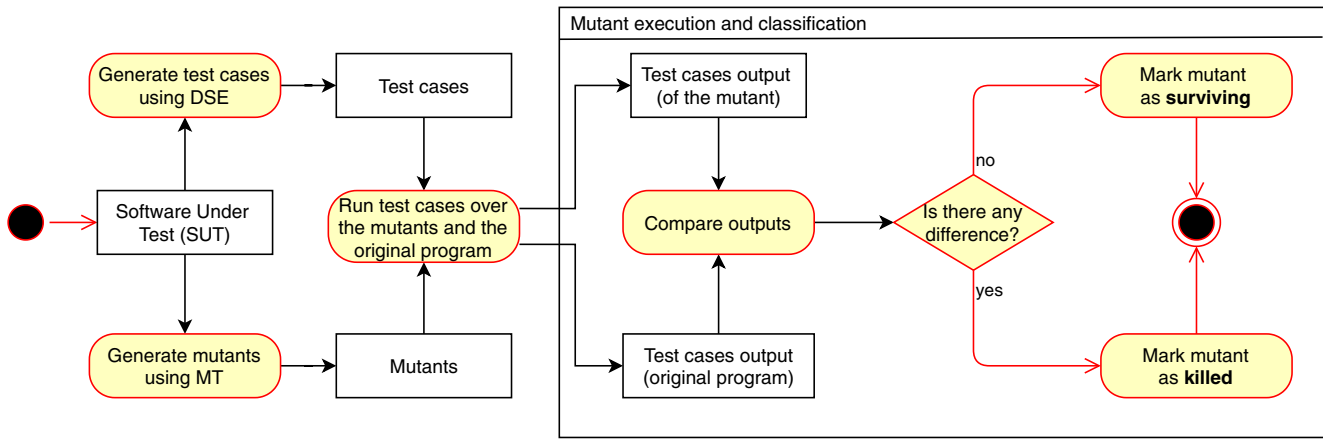 Mutant execution and classification
Generate test cases
using DSE
Test cases
Test cases output
(of the mutant)
Mark mutant
as surviving
no
Software Under
Test (SUT)
Run test cases over
the mutants and the
original program
Compare outputs
Is there any
difference?
yes
Generate mutants
using MT
Mutants
Test cases output
(original program)
Mark mutant
as killed